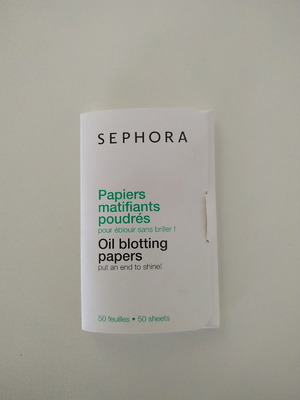 SEPHORA
Papiers
matifiants
poudrés
pour éblouir sans briller !
Oil blotting
papers
put an end to shine!
50 feuilles • 50 sheets